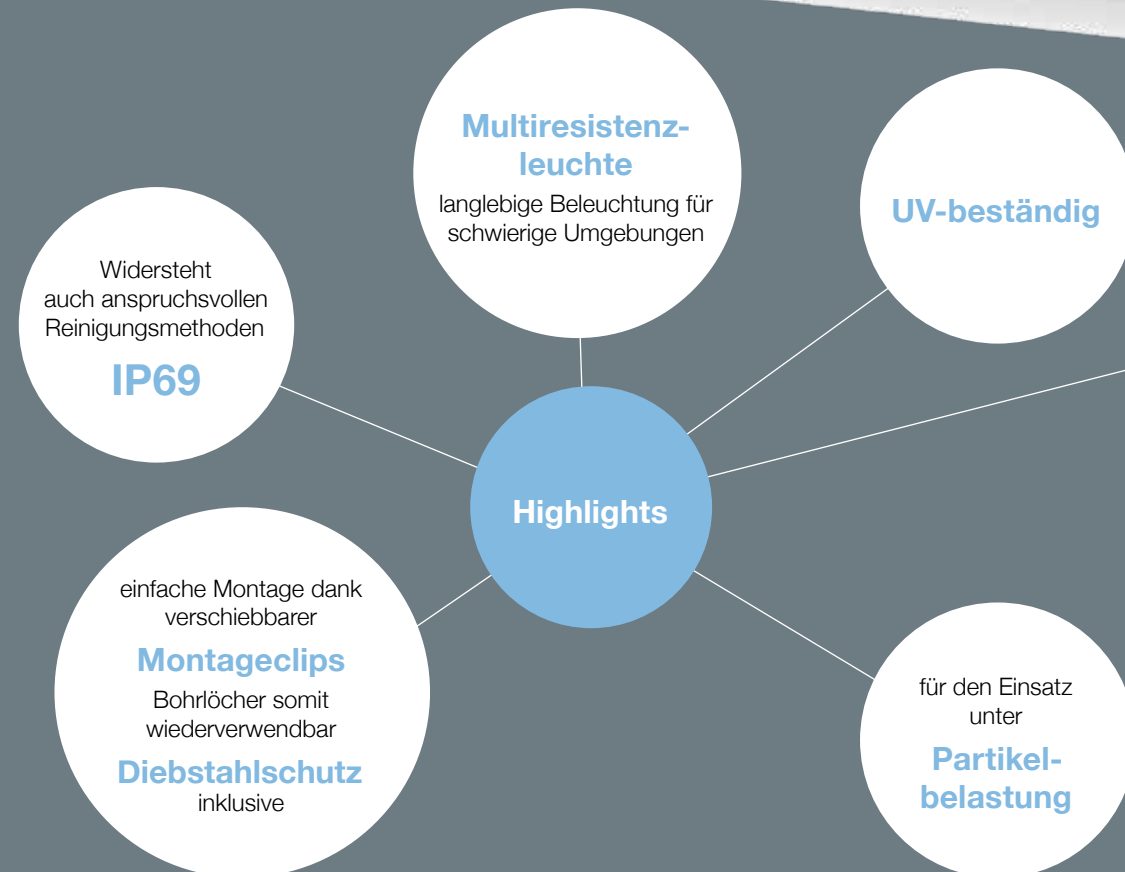 Multiresistenz-
leuchte
langlebige Beleuchtung für
schwierige Umgebungen
UV-beständig
Widersteht
auch anspruchsvollen
Reinigungsmethoden
IP69
Highlights
einfache Montage dank
verschiebbarer
Montageclips
Bohrlöcher somit
wiederverwendbar
Diebstahlschutz
inklusive
für den Einsatz
unter
Partikel-
belastung